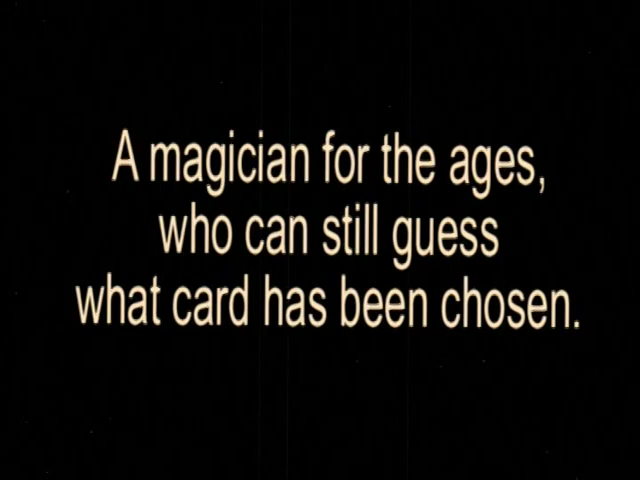 A magician for the ages,
who can still guess
what card has been chosen.